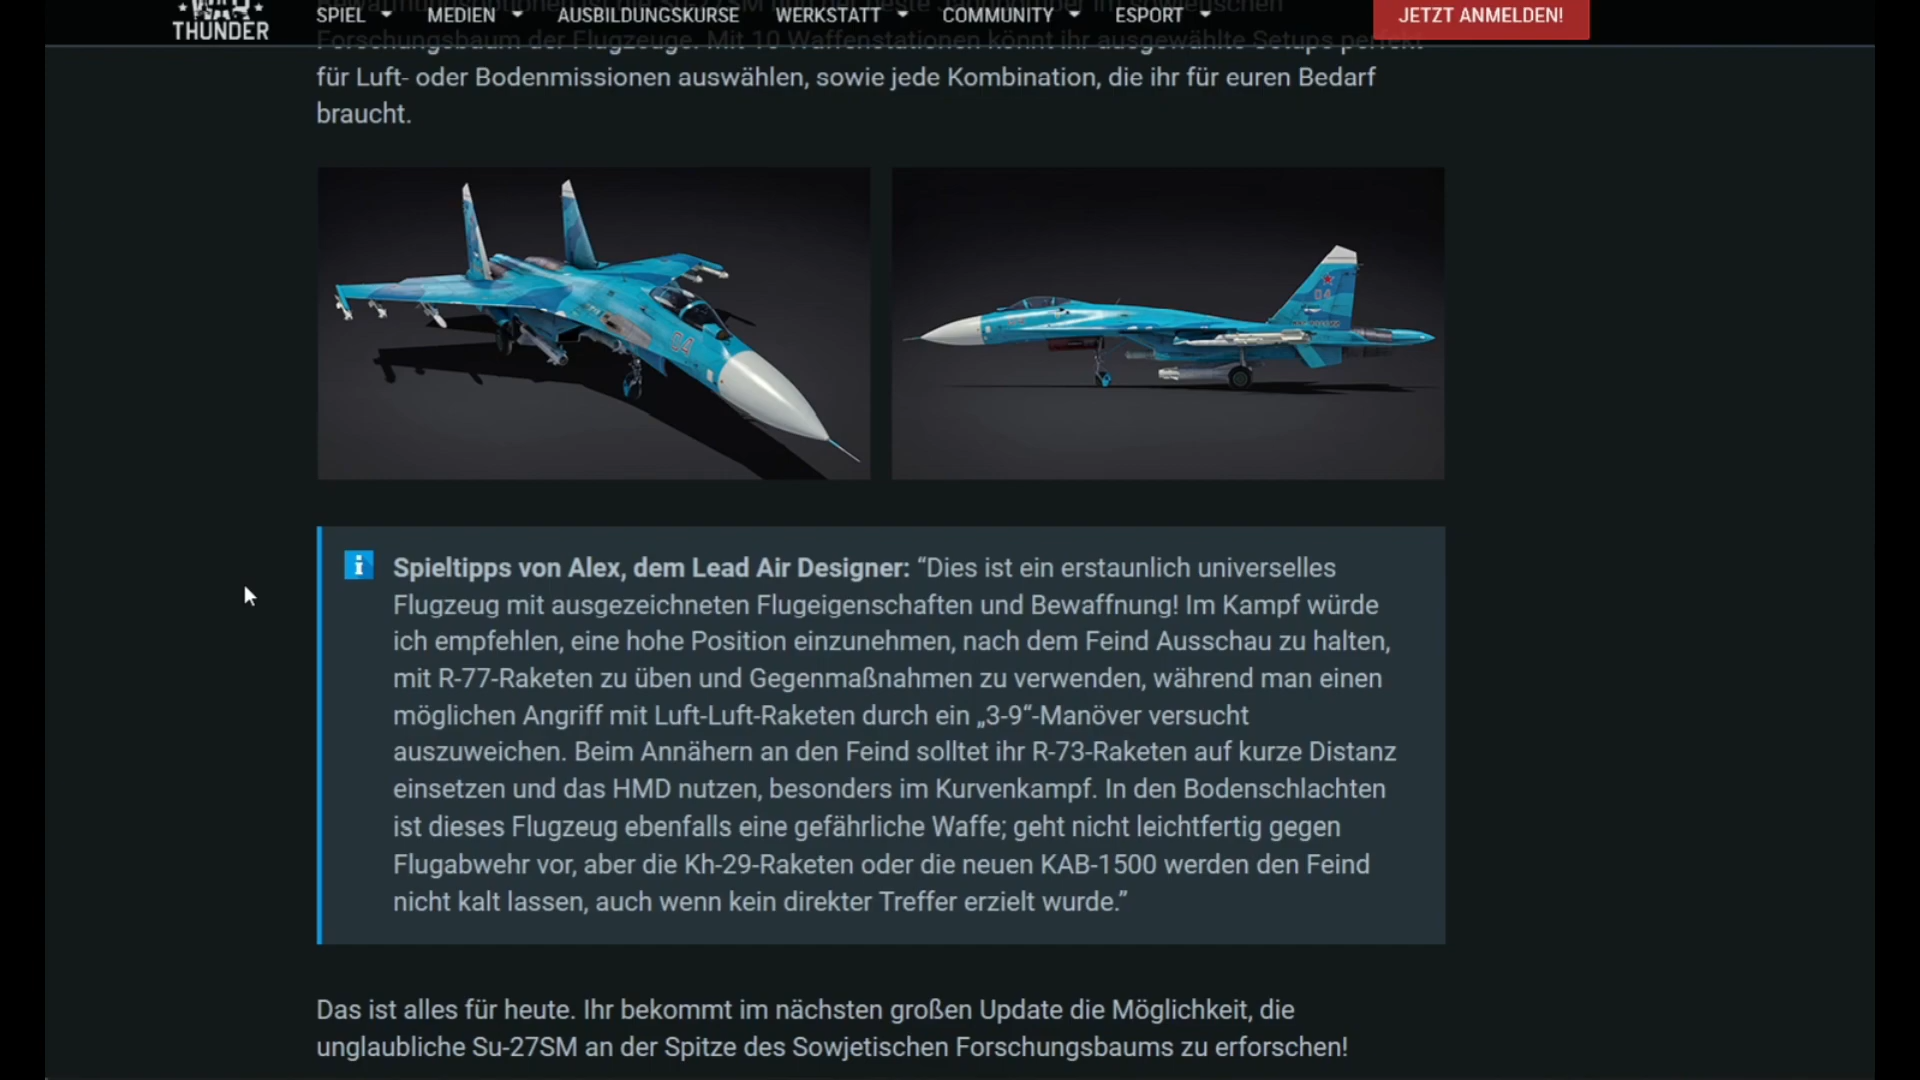 WAR THUNDER
SPIEL MEDIEN AUSBILDUNGSKURSE WERKSTATT COMMUNITY ESPORT JETZT ANMELDEN!
Forschungsbaum der Flugzeuge. Mit 10 Waffenstationen könnt ihr ausgewählte Setups perfekt
für Luft- oder Bodenmissionen auswählen, sowie jede Kombination, die ihr für euren Bedarf
braucht.
04
04
Spieltipps von Alex, dem Lead Air Designer: “Dies ist ein erstaunlich universelles
Flugzeug mit ausgezeichneten Flugeigenschaften und Bewaffnung! Im Kampf würde
ich empfehlen, eine hohe Position einzunehmen, nach dem Feind Ausschau zu halten,
mit R-77-Raketen zu üben und Gegenmaßnahmen zu verwenden, während man einen
möglichen Angriff mit Luft-Luft-Raketen durch ein „3-9“-Manöver versucht
auszuweichen. Beim Annähern an den Feind solltet ihr R-73-Raketen auf kurze Distanz
einsetzen und das HMD nutzen, besonders im Kurvenkampf. In den Bodenschlachten
ist dieses Flugzeug ebenfalls eine gefährliche Waffe; geht nicht leichtfertig gegen
Flugabwehr vor, aber die Kh-29-Raketen oder die neuen KAB-1500 werden den Feind
nicht kalt lassen, auch wenn kein direkter Treffer erzielt wurde.”
Das ist alles für heute. Ihr bekommt im nächsten großen Update die Möglichkeit, die
unglaubliche Su-27SM an der Spitze des Sowjetischen Forschungsbaums zu erforschen!